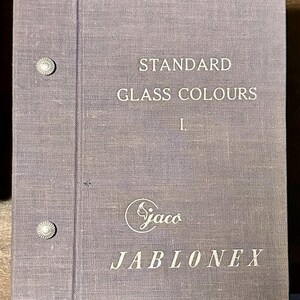 STANDARD
GLASS COLOURS
I.
jaco
JABLONEX